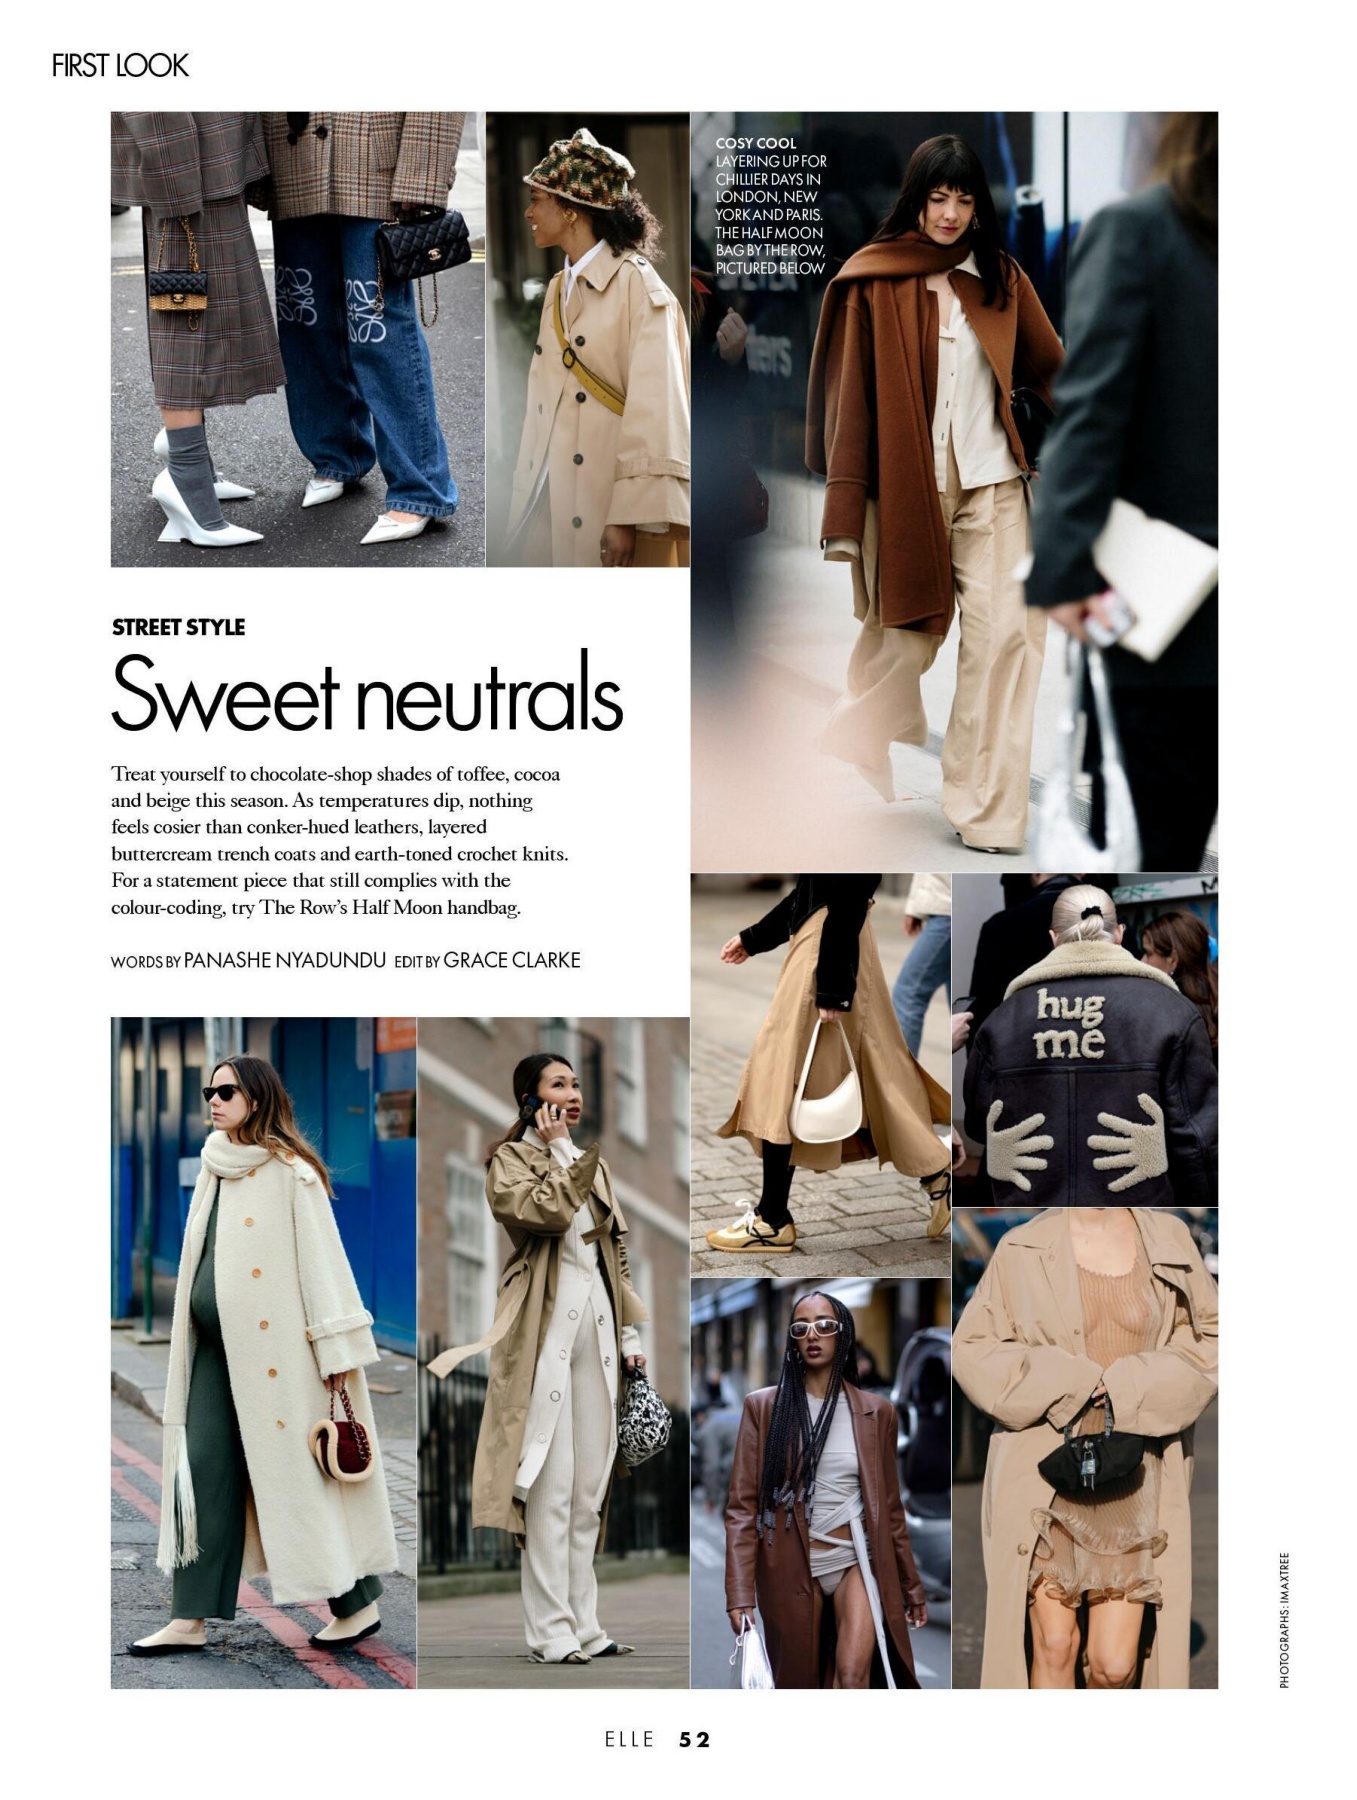 FIRST LOOK
COSY COOL
LAYERING UP FOR
CHILLIER DAYS IN
LONDON, NEW
YORK AND PARIS.
THE HALF MOON
BAG BY THE ROW,
PICTURED BELOW
STREET STYLE
Sweet neutrals
Treat yourself to chocolate-shop shades of toffee, cocoa
and beige this season. As temperatures dip, nothing
feels cosier than conker-hued leathers, layered
buttercream trench coats and earth-toned crochet knits.
For a statement piece that still complies with the
colour-coding, try The Row's Half Moon handbag.
WORDS BY PANASHE NYADUNDU EDIT BY GRACE CLARKE
hug
me
PHOTOGRAPHS: IMAXTREE
ELLE 52